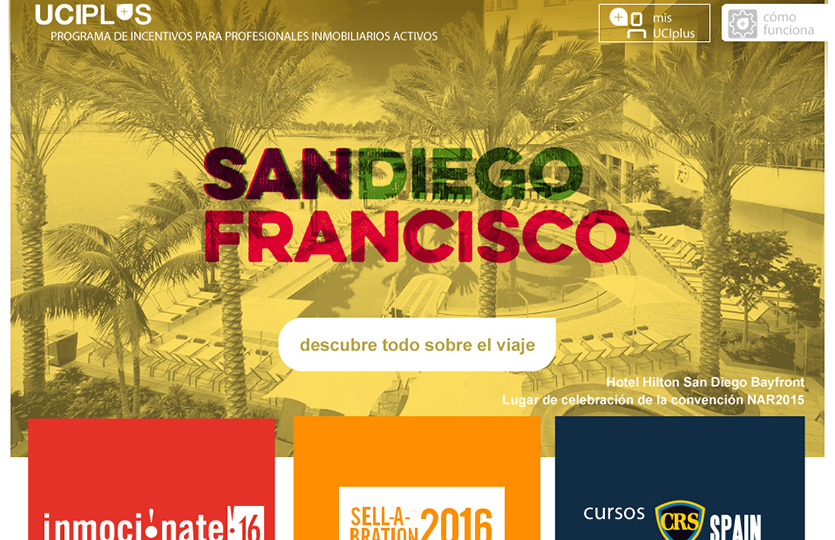 UCIPLUS
PROGRAMA DE INCENTIVOS PARA PROFESIONALES INMOBILIARIOS ACTIVOS
mis
UCIplus
cómo
funciona
SANDIEGO
FRANCISCO
descubre todo sobre el viaje
Hotel Hilton San Diego Bayfront
Lugar de celebración de la convención NAR2015
inmoci!nate!16
SELL-A-
BRATION 2016
cursos CRS SPAIN